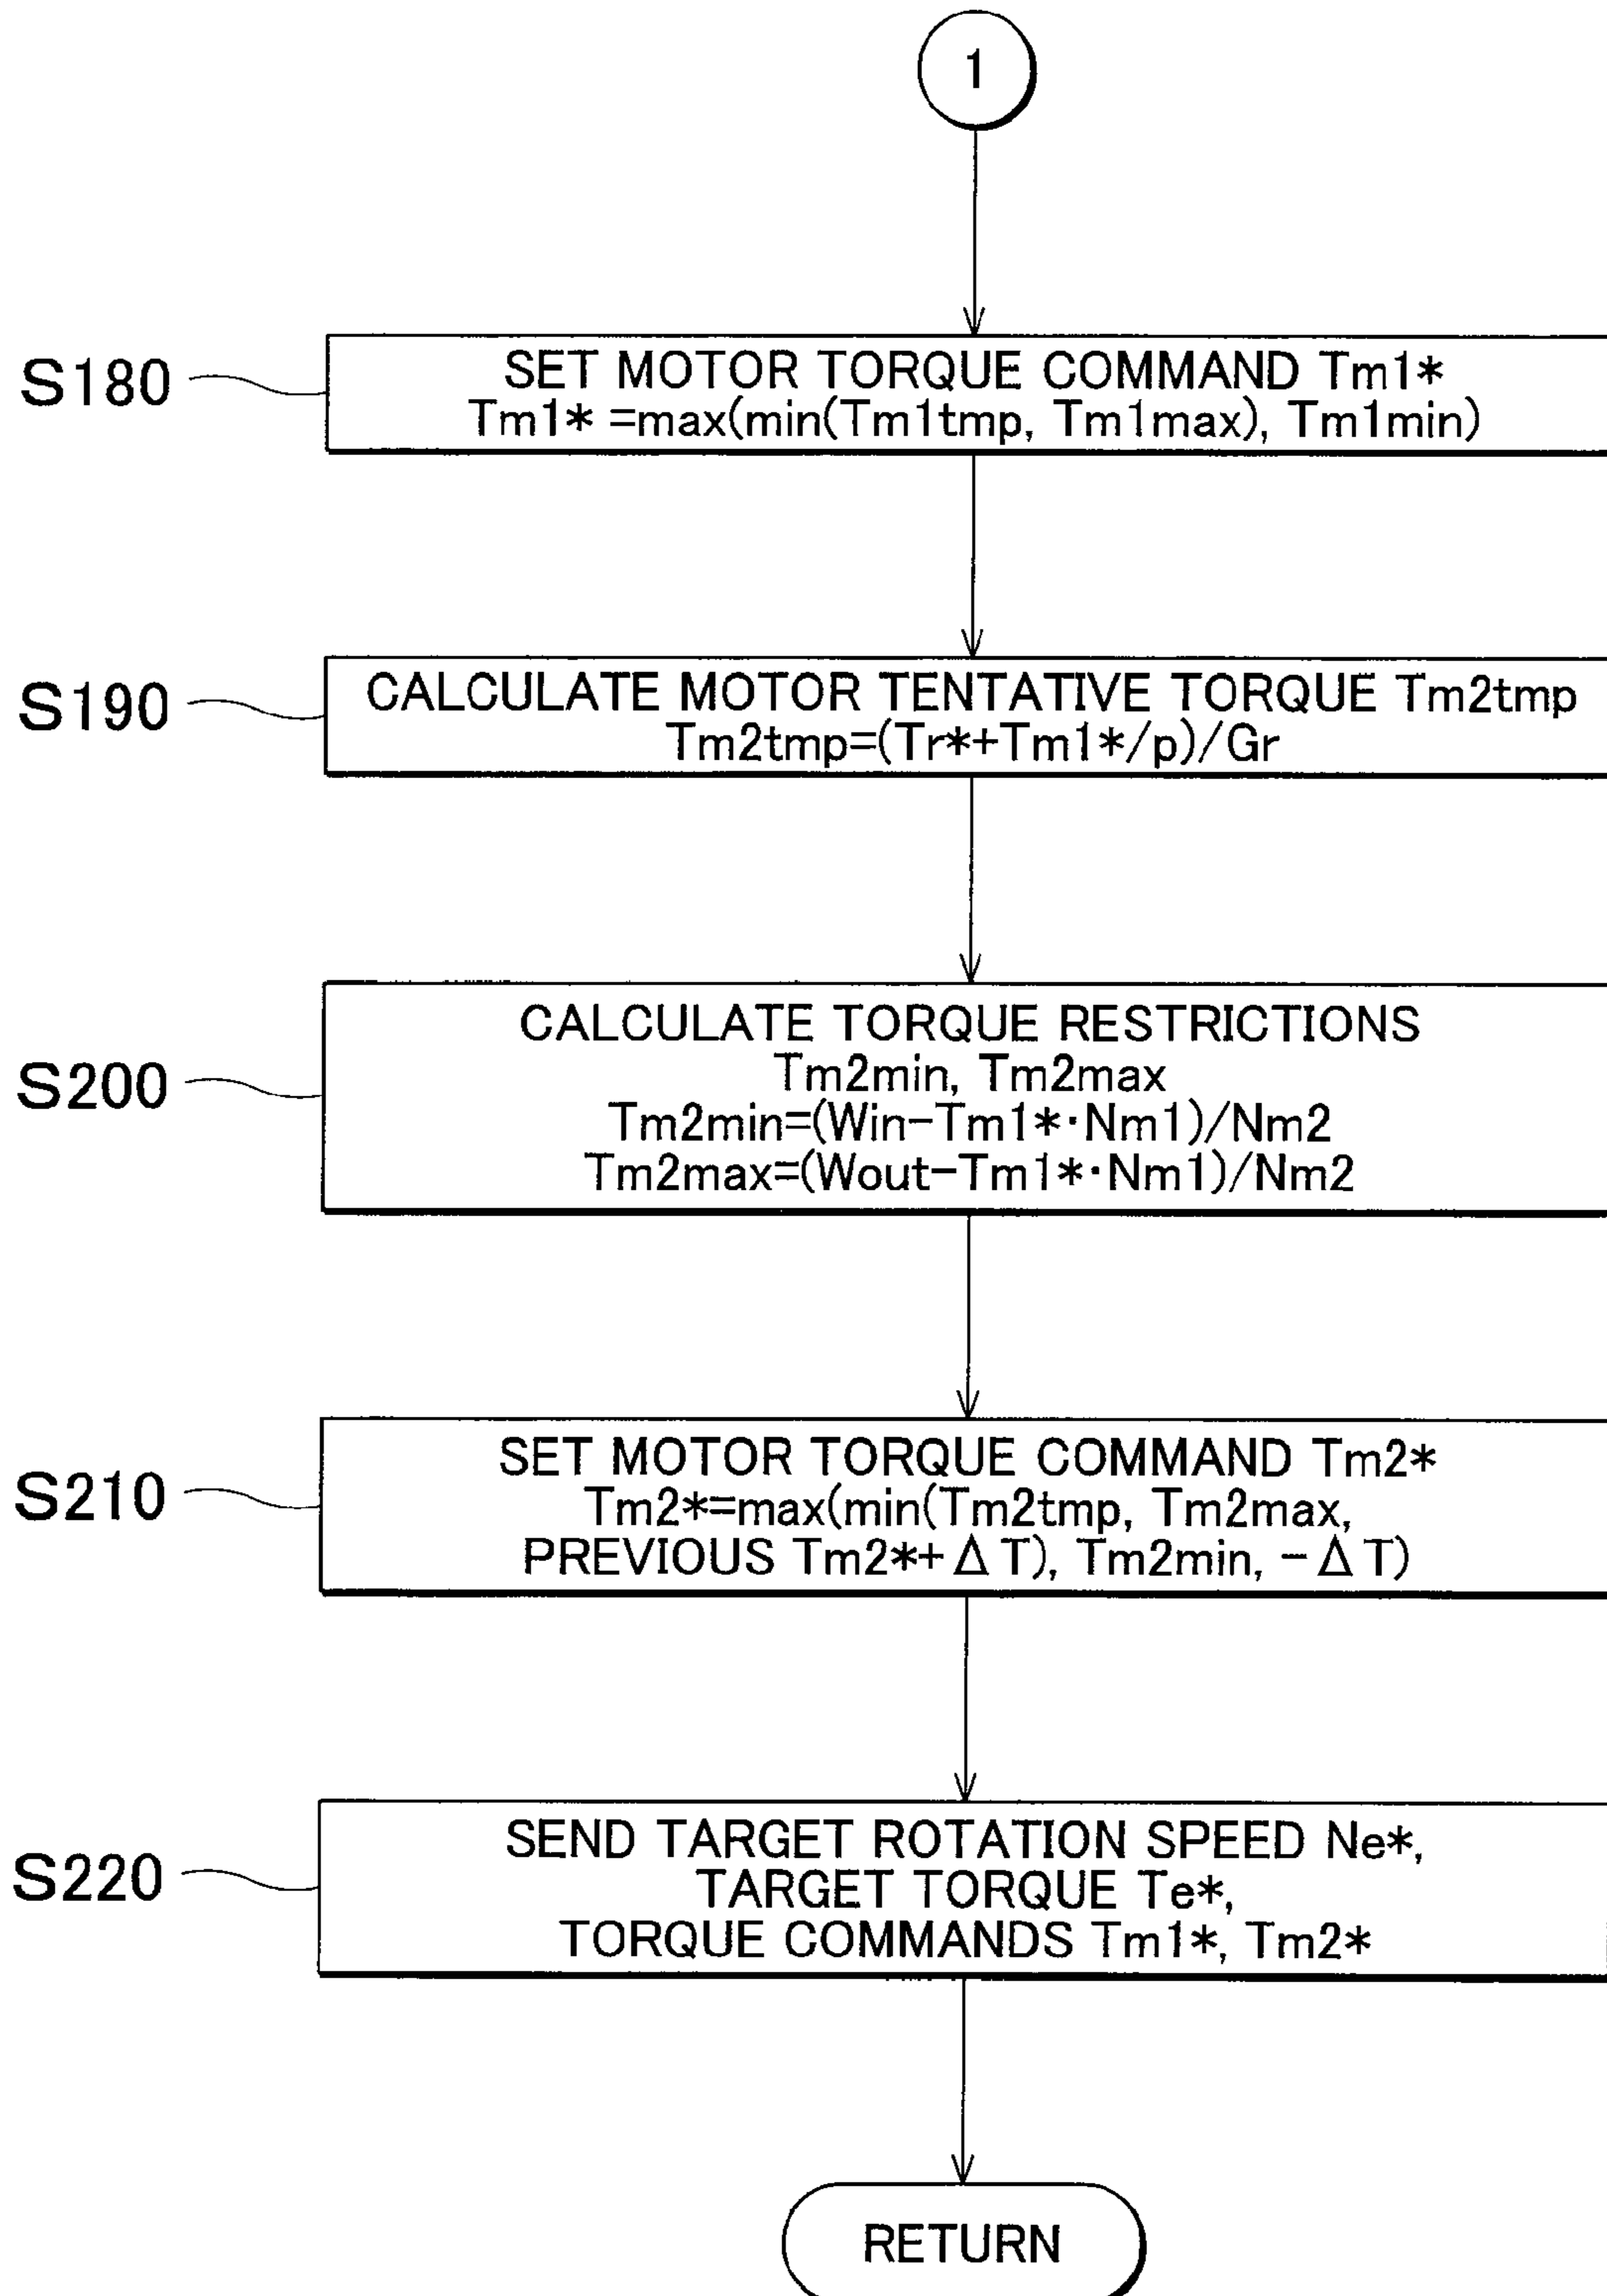 1
S180
SET MOTOR TORQUE COMMAND Tm1*
Tm1* =max(min(Tm1tmp, Tm1max), Tm1min)
S190
CALCULATE MOTOR TENTATIVE TORQUE Tm2tmp
Tm2tmp=(Tr*+Tm1*/p)/Gr
S200
CALCULATE TORQUE RESTRICTIONS
Tm2min, Tm2max
Tm2min=(Win-Tm1*·Nm1)/Nm2
Tm2max=(Wout-Tm1*·Nm1)/Nm2
S210
SET MOTOR TORQUE COMMAND Tm2*
Tm2*=max(min(Tm2tmp, Tm2max,
PREVIOUS Tm2*+ΔT), Tm2min, -ΔT)
S220
SEND TARGET ROTATION SPEED Ne*,
TARGET TORQUE Te*,
TORQUE COMMANDS Tm1*, Tm2*
RETURN